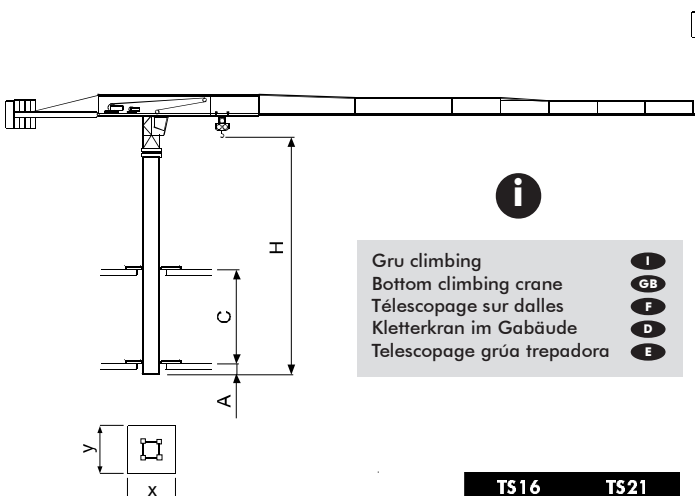 H
i
Gru climbing I
Bottom climbing crane GB
Télescopage sur dalles F
Kletterkran im Gabäude D
Telescopage grúa trepadora E
C
A
y
x
TS16 TS21